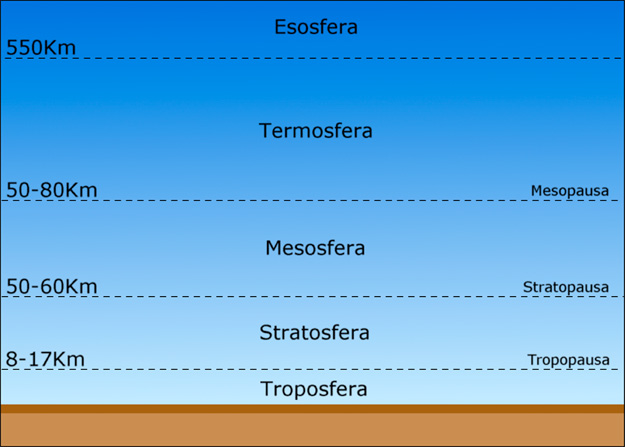 Esosfera
550Km
Termosfera
50-80Km
Mesopausa
Mesosfera
50-60Km
Stratopausa
Stratosfera
8-17Km
Tropopausa
Troposfera